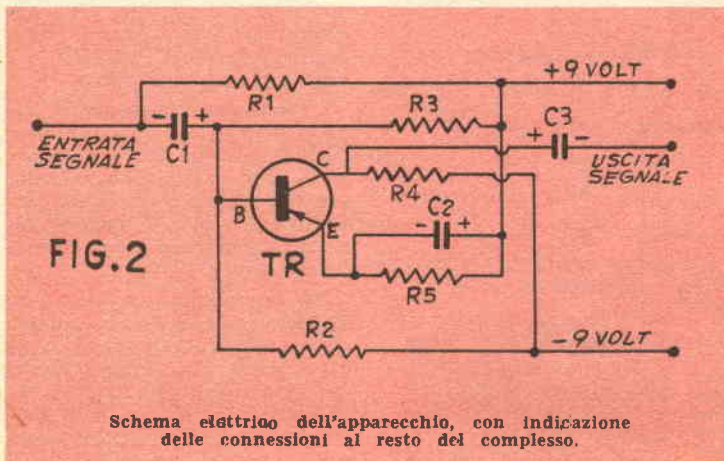 +9 VOLT
R1
R3
C3
- +
+ -
ENTRATA
SEGNALE
C1
C
USCITA
SEGNALE
R4
B
C2
- +
E
FIG.2
TR
R5
R2
-9 VOLT
Schema elettrico dell'apparecchio, con indicazione
delle connessioni al resto del complesso.